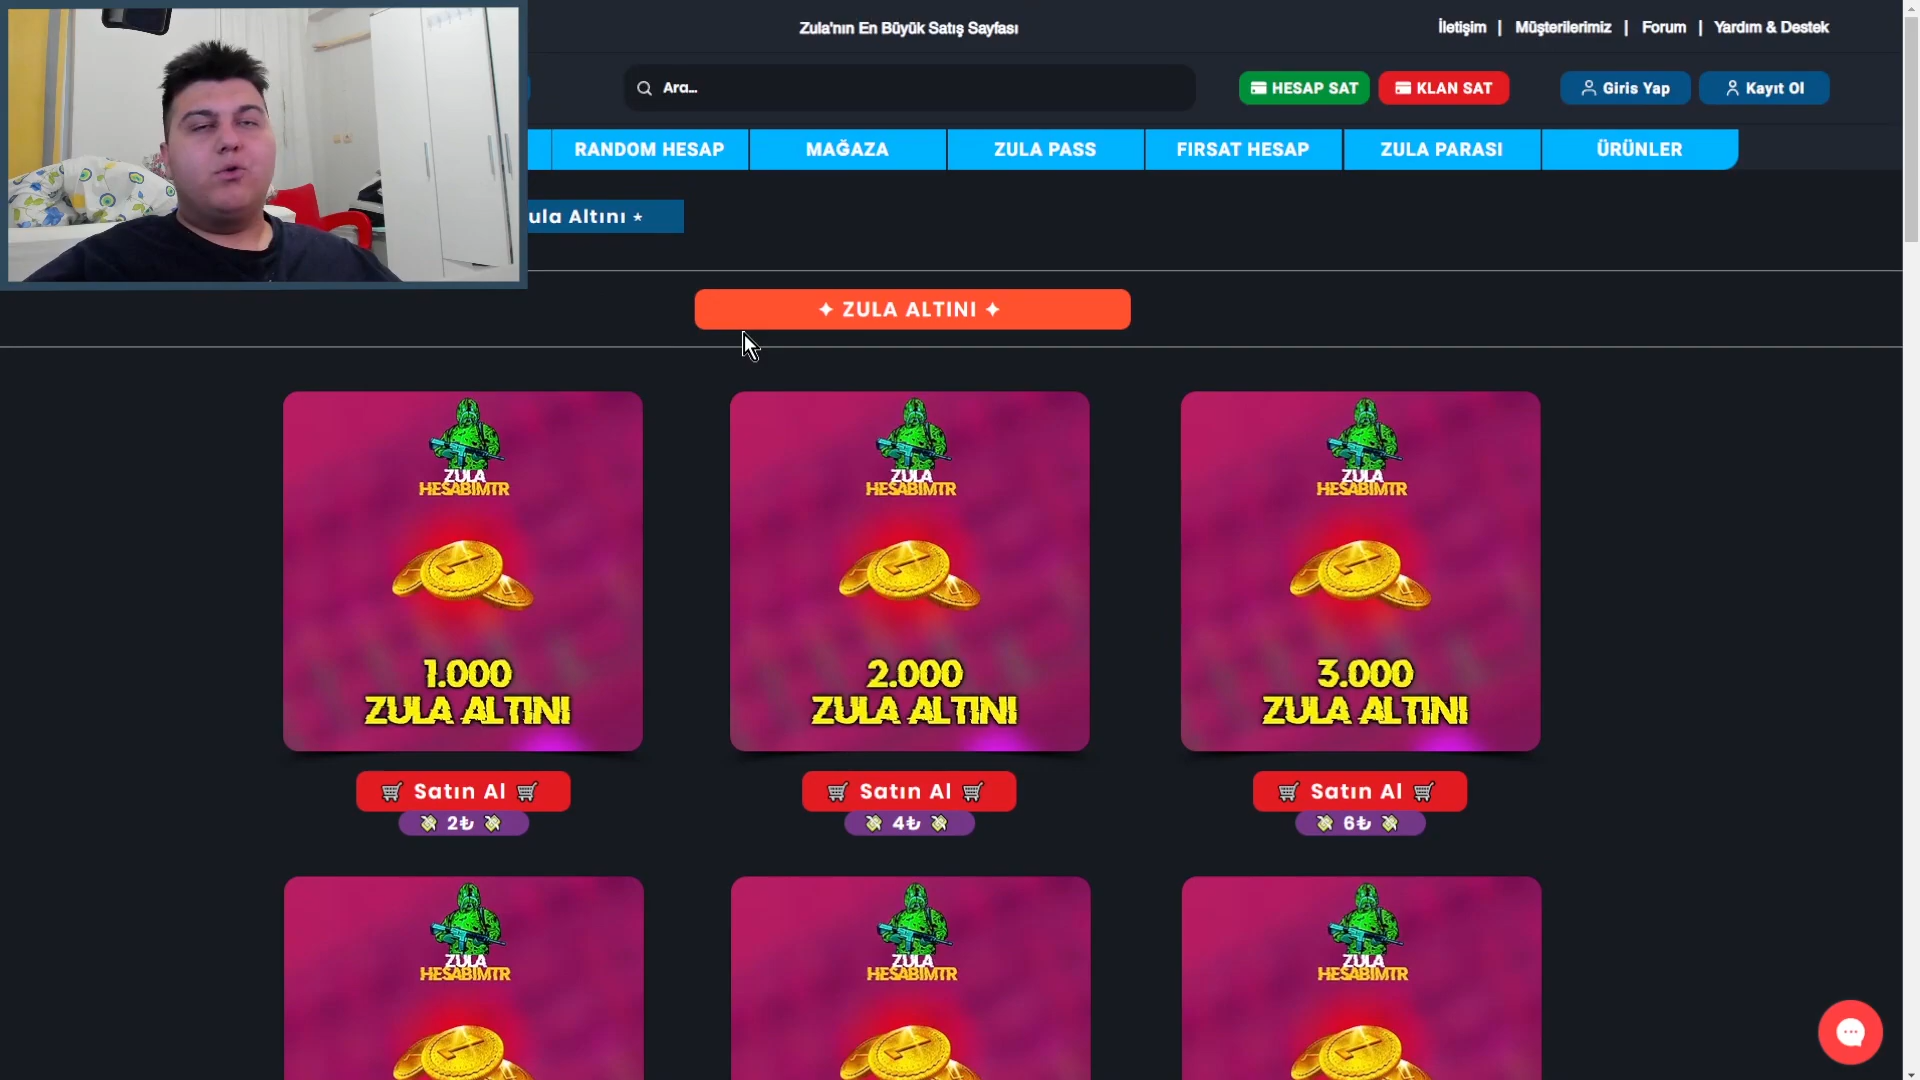 Zula'nın En Büyük Satış Sayfası
İletişim | Müşterilerimiz | Forum | Yardım & Destek
Ara...
HESAP SAT
KLAN SAT
Giris Yap
Kayıt Ol
RANDOM HESAP
MAĞAZA
ZULA PASS
FIRSAT HESAP
ZULA PARASI
ÜRÜNLER
ula Altını ⋆
✦ ZULA ALTINI ✦
ZULA
HESABIMTR
1.000
ZULA ALTINI
Satın Al
2₺
ZULA
HESABIMTR
2.000
ZULA ALTINI
Satın Al
4₺
ZULA
HESABIMTR
3.000
ZULA ALTINI
Satın Al
6₺
ZULA
HESABIMTR
ZULA
HESABIMTR
ZULA
HESABIMTR